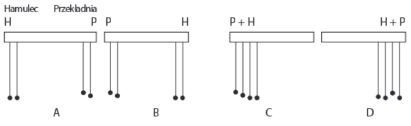 Hamulec Przekładnia
H P P H P + H H + P
A B C D